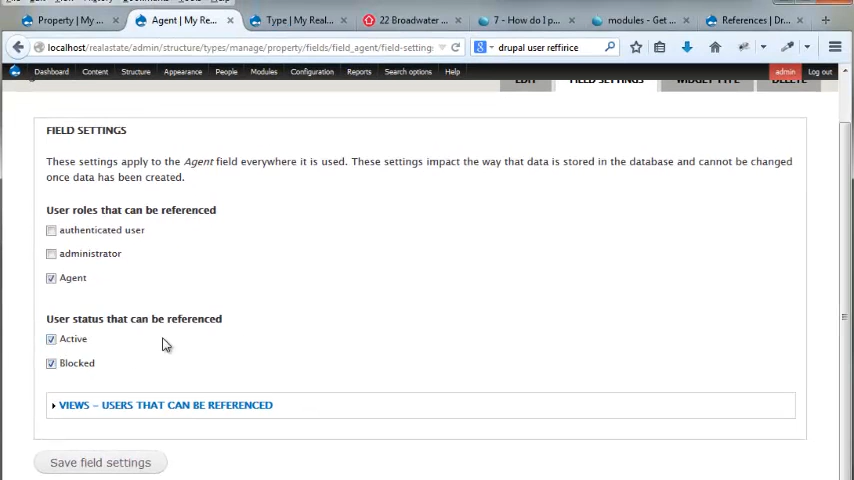 Property | My ...
Agent | My Re...
Type | My Real...
22 Broadwater ...
7 - How do I p...
modules - Get ...
References | Dr...
localhost/realastate/admin/structure/types/manage/property/fields/field_agent/field-settings
drupal user reffirice
Dashboard Content Structure Appearance People Modules Configuration Reports Search options Help admin Log out
EDIT FIELD SETTINGS WIDGET TYPE DELETE
FIELD SETTINGS
These settings apply to the Agent field everywhere it is used. These settings impact the way that data is stored in the database and cannot be changed
once data has been created.
User roles that can be referenced
authenticated user
administrator
Agent
User status that can be referenced
Active
Blocked
VIEWS - USERS THAT CAN BE REFERENCED
Save field settings